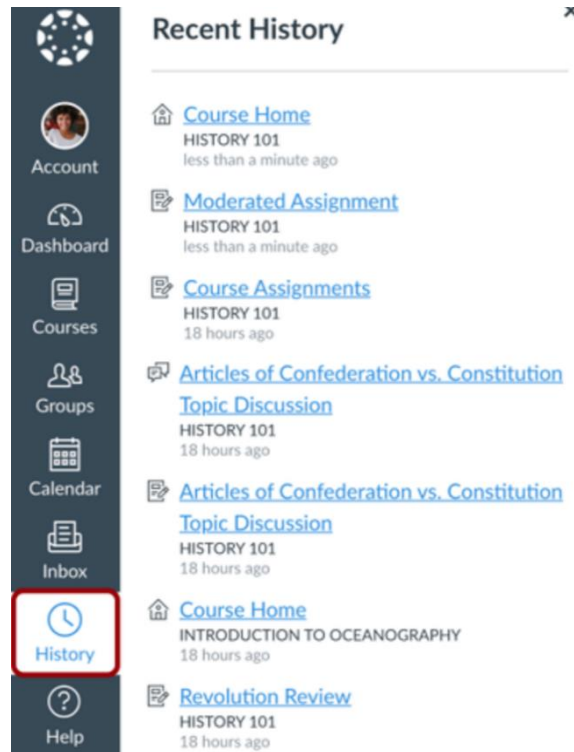 Recent History
Account
Dashboard
Courses
Groups
Calendar
Inbox
History
Help
Course Home
HISTORY 101
less than a minute ago
Moderated Assignment
HISTORY 101
less than a minute ago
Course Assignments
HISTORY 101
18 hours ago
Articles of Confederation vs. Constitution
Topic Discussion
HISTORY 101
18 hours ago
Articles of Confederation vs. Constitution
Topic Discussion
HISTORY 101
18 hours ago
Course Home
INTRODUCTION TO OCEANOGRAPHY
18 hours ago
Revolution Review
HISTORY 101
18 hours ago